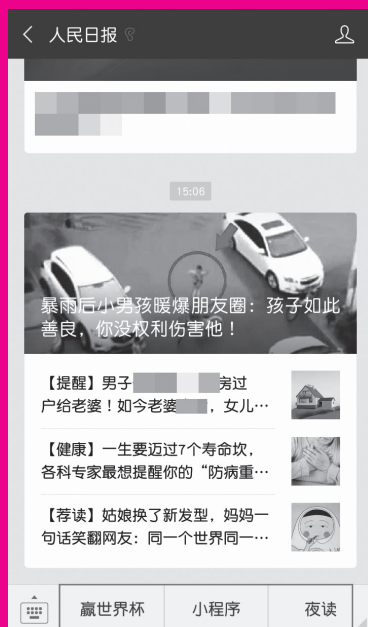 人民日报
15:06
暴雨后小男孩暖爆朋友圈：孩子如此
善良，你没权利伤害他！
【提醒】男子 房过
户给老婆！如今老婆 ，女儿…
【健康】一生要迈过7个寿命坎，
各科专家最想提醒你的“防病重…
【荐读】姑娘换了新发型，妈妈一
句话笑翻网友：同一个世界同一…
赢世界杯
小程序
夜读